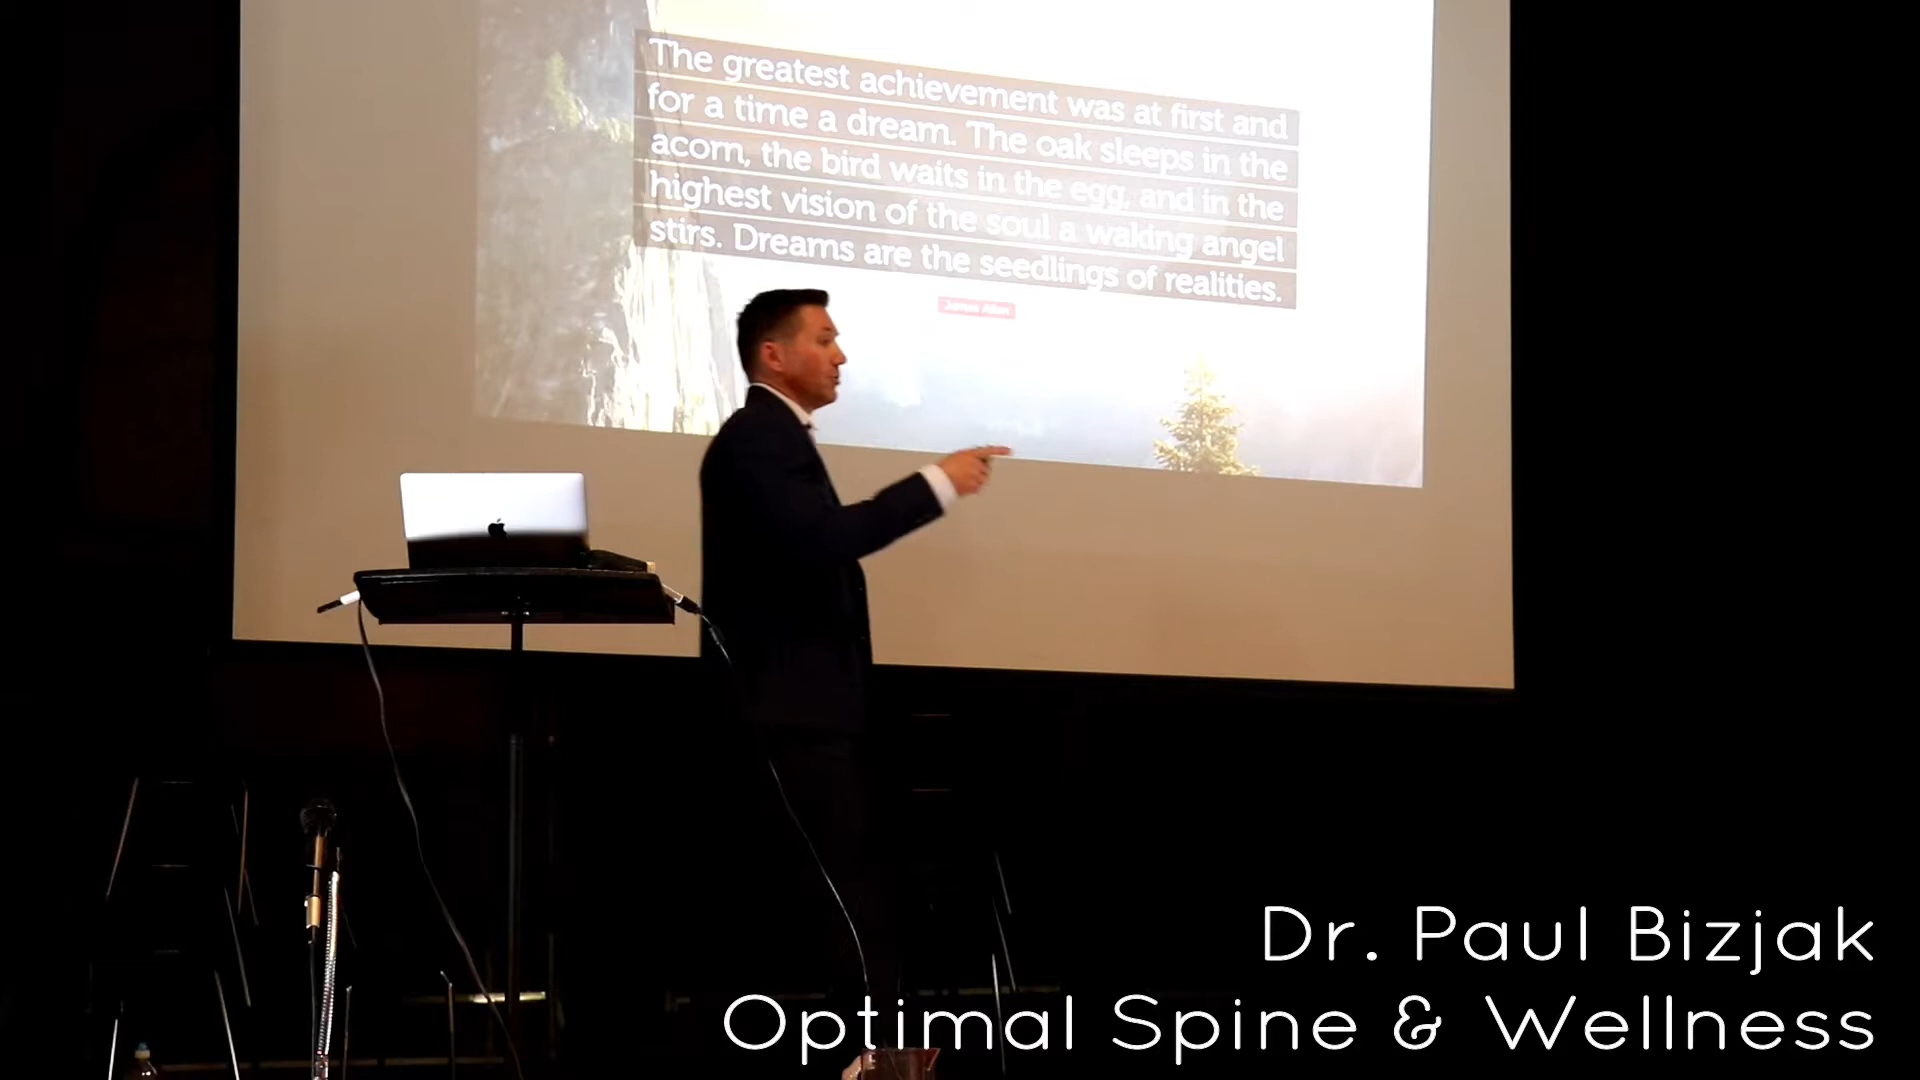 The greatest achievement was at first and
for a time a dream. The oak sleeps in the
acorn, the bird waits in the egg, and in the
highest vision of the soul a waking angel
stirs. Dreams are the seedlings of realities.
James Allen
Dr. Paul Bizjak
Optimal Spine & Wellness